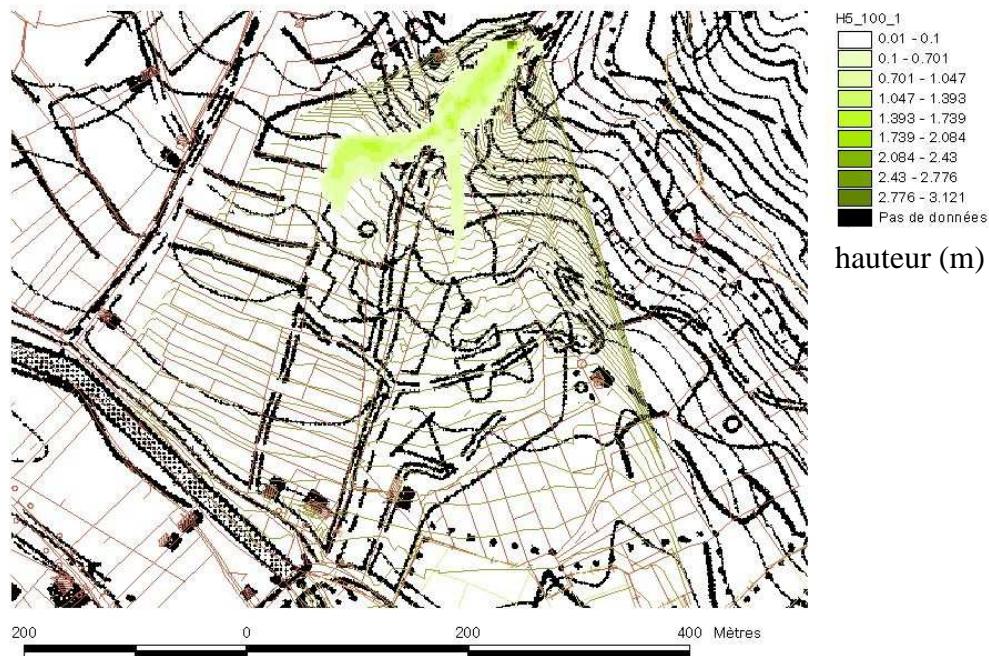 H5_100_1
0.01 - 0.1
0.1 - 0.701
0.701 - 1.047
1.047 - 1.393
1.393 - 1.739
1.739 - 2.084
2.084 - 2.43
2.43 - 2.776
2.776 - 3.121
Pas de données
hauteur (m)
200 0 200 400 Mètres